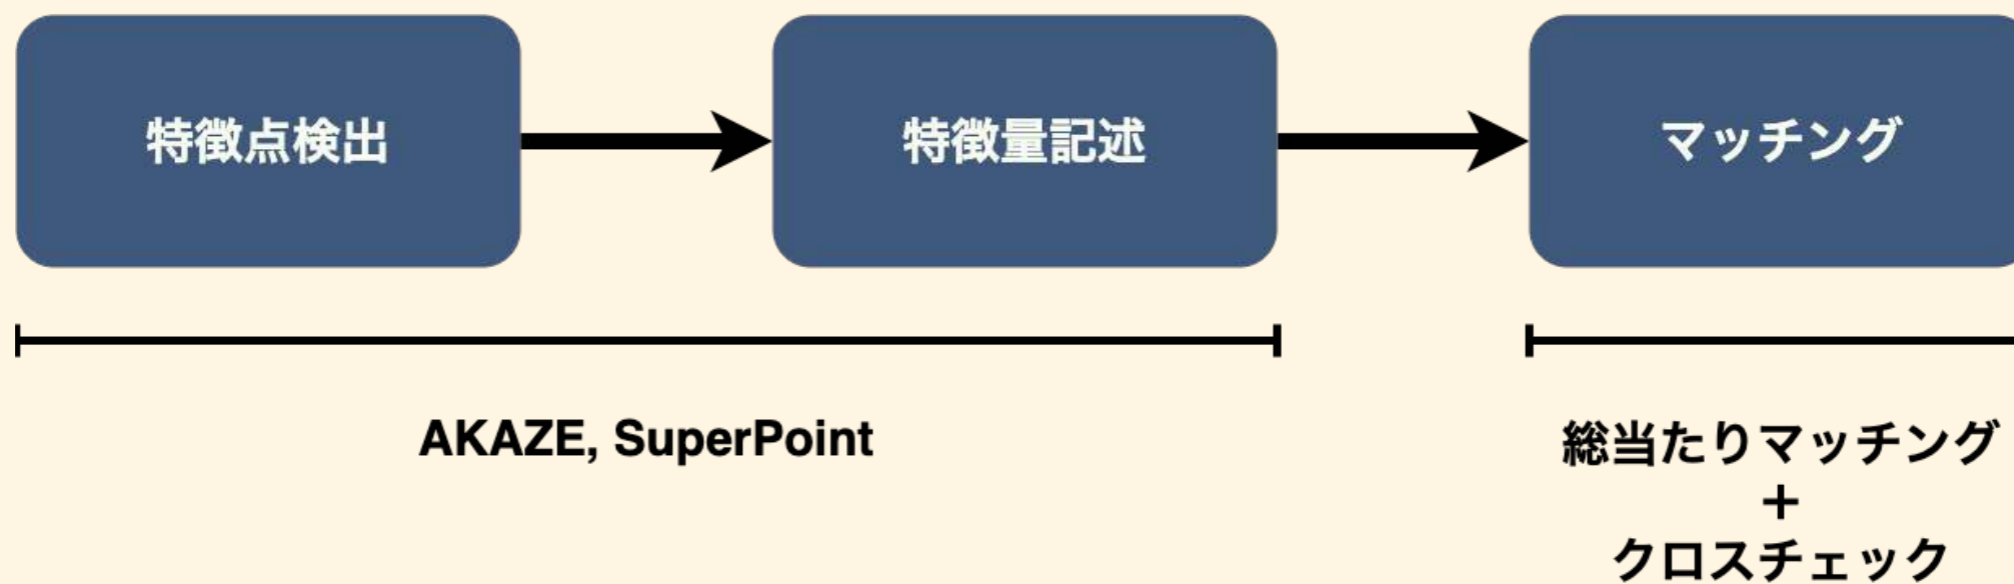 特徴点検出
特徴量記述
マッチング
AKAZE, SuperPoint
総当たりマッチング
+
クロスチェック